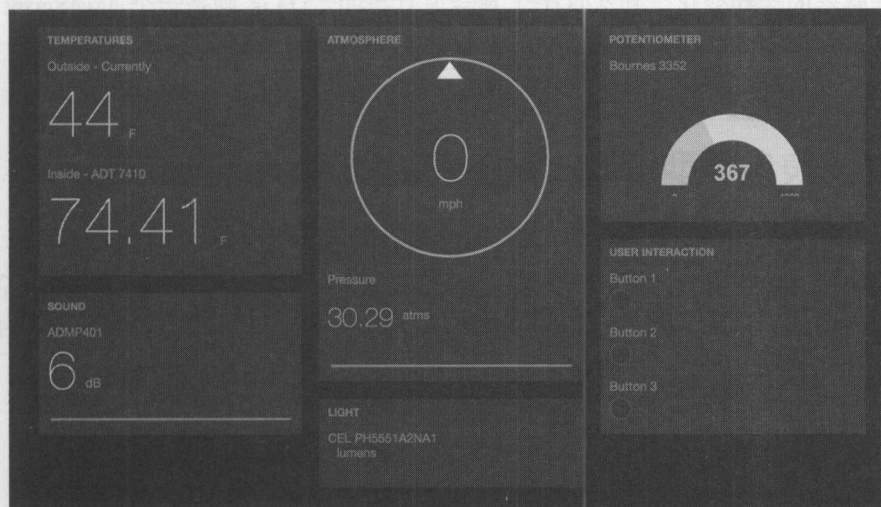 TEMPERATURES
Outside - Currently
44 F
Inside - ADT 7410
74.41 F
SOUND
ADMP401
6 dB
ATMOSPHERE
0
mph
Pressure
30.29 atms
LIGHT
CEL PH5551A2NA1
lumens
POTENTIOMETER
Bournes 3352
367
USER INTERACTION
Button 1
Button 2
Button 3